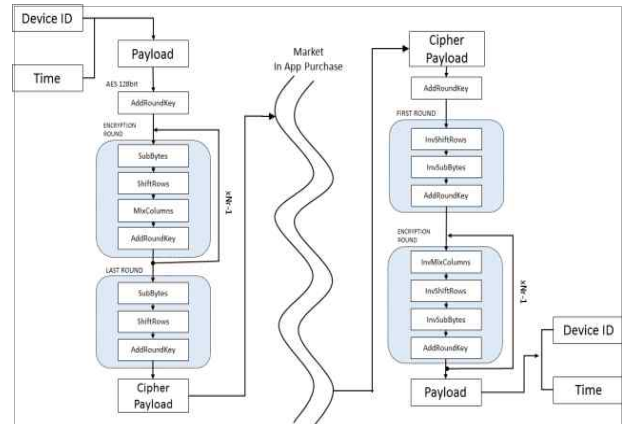 Device ID
Time
Payload
AES 128bit
AddRoundKey
ENCRYPTION
ROUND
SubBytes
ShiftRows
MixColumns
AddRoundKey
xNr-1
LAST ROUND
SubBytes
ShiftRows
AddRoundKey
Cipher
Payload
Market
In App Purchase
Cipher
Payload
AddRoundKey
FIRST ROUND
InvShiftRows
InvSubBytes
AddRoundKey
ENCRYPTION
ROUND
InvMixColumns
InvShiftRows
InvSubBytes
AddRoundKey
xNr-1
Payload
Device ID
Time